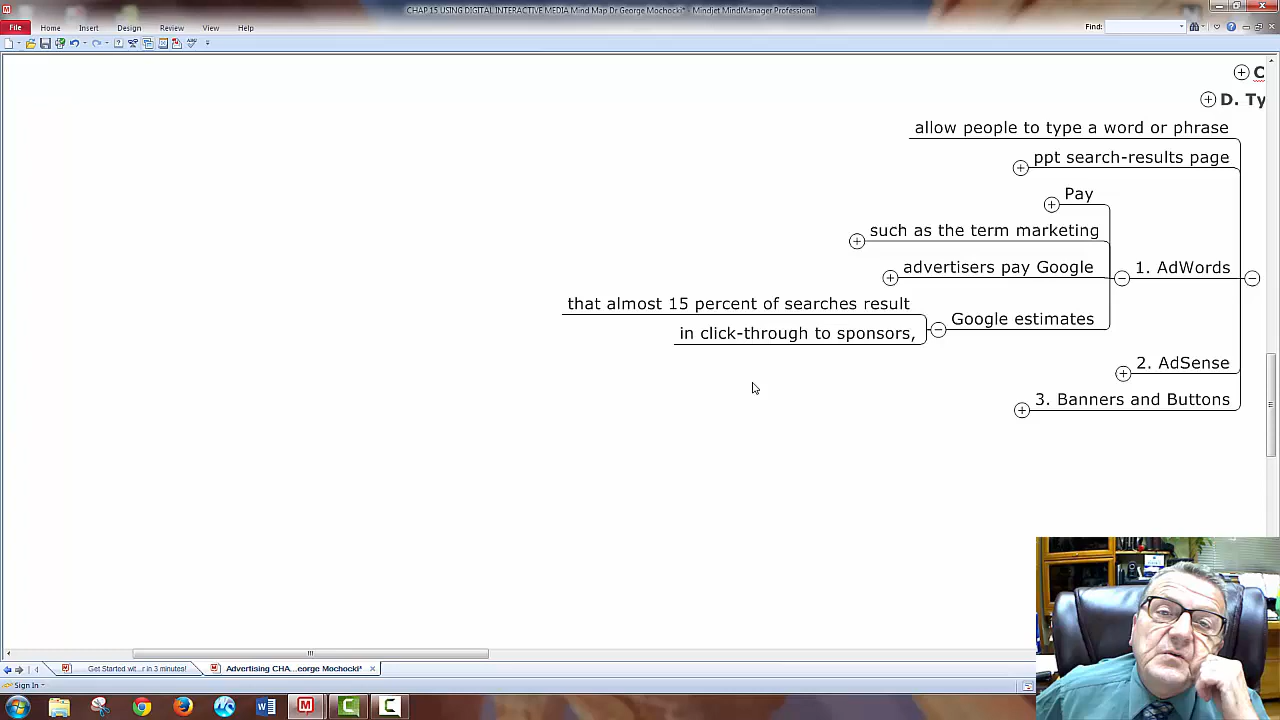 CHAP 15 USING DIGITAL INTERACTIVE MEDIA Mind Map Dr George Mochocki* - Mindjet MindManager Professional
File Home Insert Design Review View Help
Find:
C
D. Ty
allow people to type a word or phrase
ppt search-results page
Pay
such as the term marketing
advertisers pay Google
1. AdWords
that almost 15 percent of searches result
Google estimates
in click-through to sponsors,
2. AdSense
3. Banners and Buttons
Get Started wit...r in 3 minutes!
Advertising CHA...eorge Mochocki*
Sign In